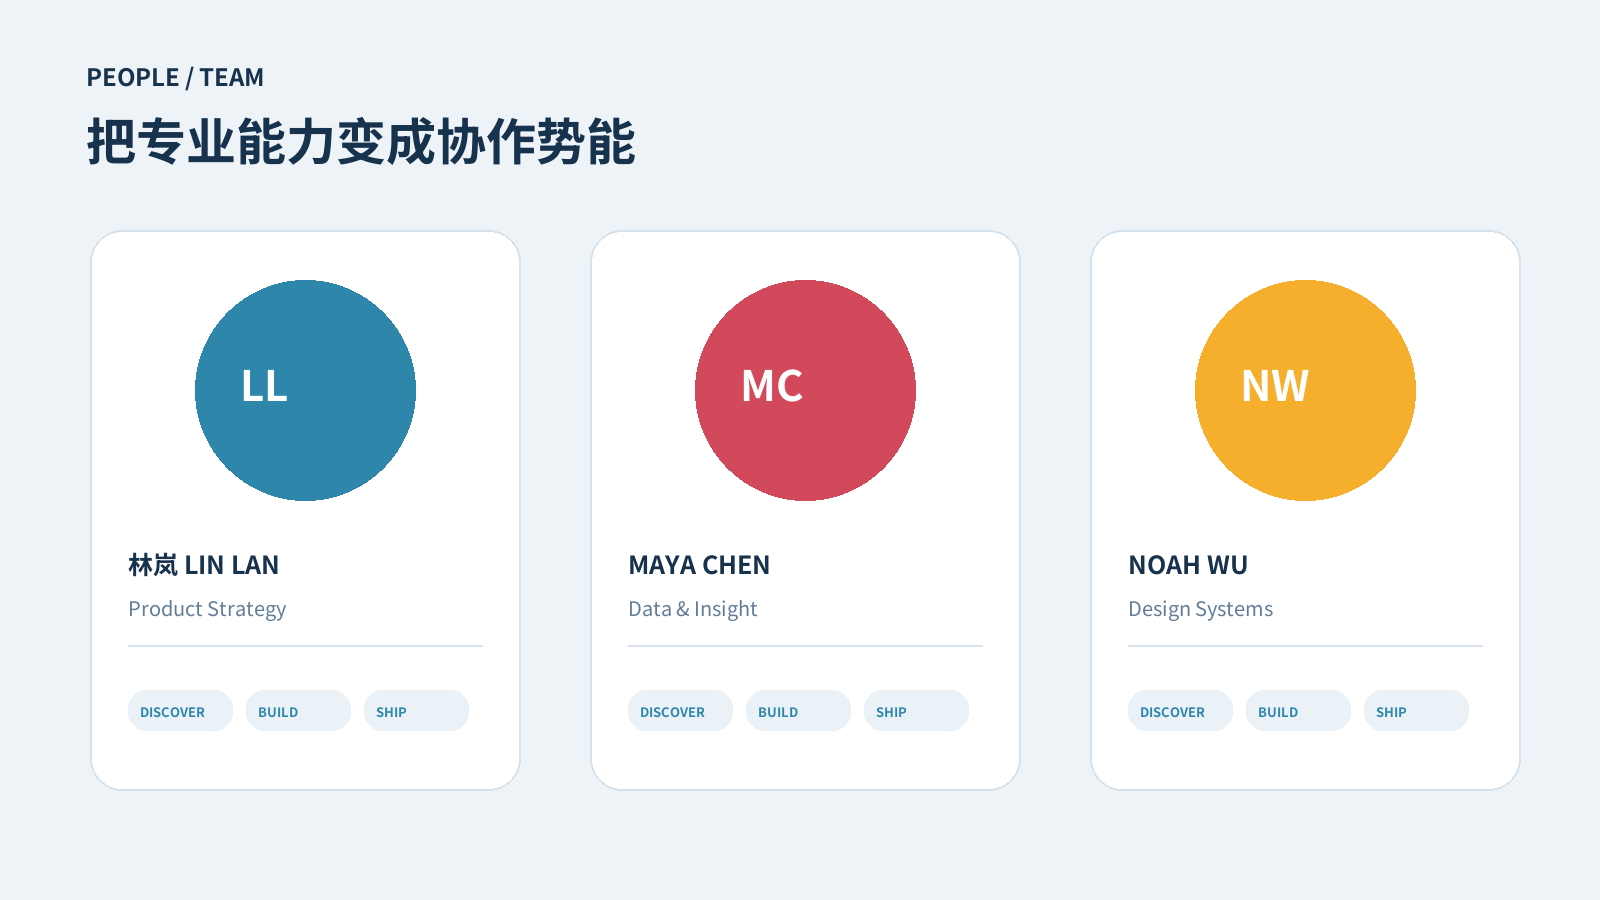 PEOPLE / TEAM
把专业能力变成协作势能
LL
MC
NW
林岚 LIN LAN
Product Strategy
DISCOVER
BUILD
SHIP
MAYA CHEN
Data & Insight
DISCOVER
BUILD
SHIP
NOAH WU
Design Systems
DISCOVER
BUILD
SHIP